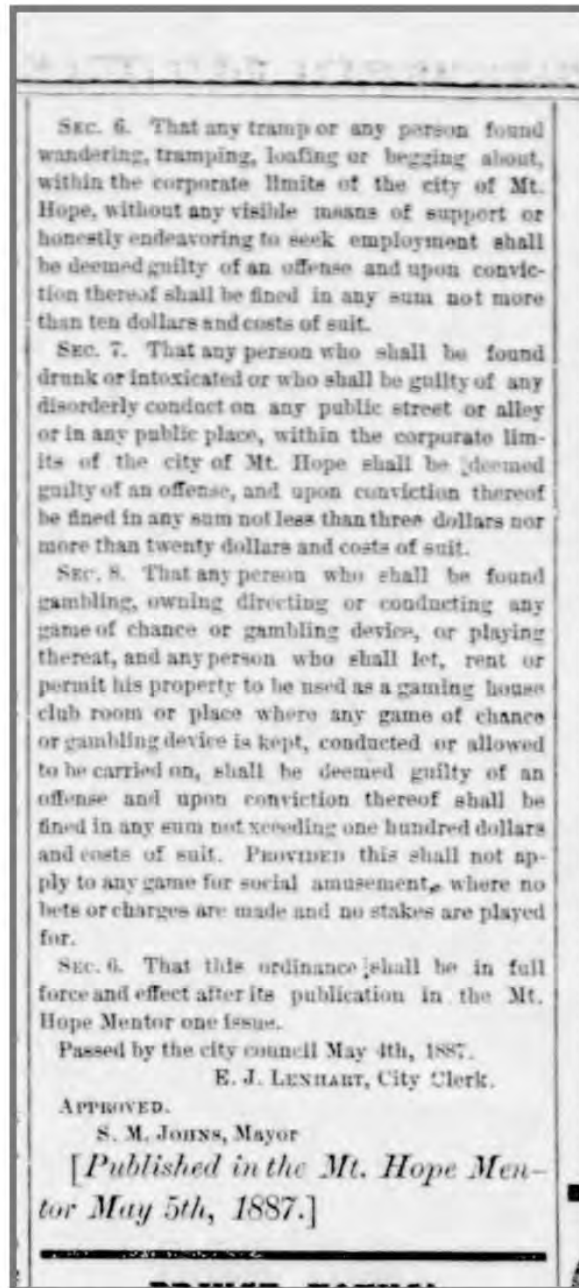 SEC. 6. That any tramp or any person found
wandering, tramping, loafing or begging about,
within the corporate limits of the city of Mt.
Hope, without any visible means of support or
honestly endeavoring to seek employment shall
be deemed guilty of an offense and upon convic-
tion thereof shall be fined in any sum not more
than ten dollars and costs of suit.
SEC. 7. That any person who shall be found
drunk or intoxicated or who shall be guilty of any
disorderly conduct on any public street or alley
or in any public place, within the corporate lim-
its of the city of Mt. Hope shall be deemed
guilty of an offense, and upon conviction thereof
be fined in any sum not less than three dollars nor
more than twenty dollars and costs of suit.
SEC. 8. That any person who shall be found
gambling, owning directing or conducting any
game of chance or gambling device, or playing
thereat, and any person who shall let, rent or
permit his property to be used as a gaming house
club room or place where any game of chance
or gambling device is kept, conducted or allowed
to be carried on, shall be deemed guilty of an
offense and upon conviction thereof shall be
fined in any sum not xceeding one hundred dollars
and costs of suit. PROVIDED this shall not ap-
ply to any game for social amusement, where no
bets or charges are made and no stakes are played
for.
SEC. 6. That this ordinance shall be in full
force and effect after its publication in the Mt.
Hope Mentor one issue.
Passed by the city council May 4th, 1887.
E. J. LENHART, City Clerk.
APPROVED.
S. M. JOHNS, Mayor
[Published in the Mt. Hope Men-
tor May 5th, 1887.]